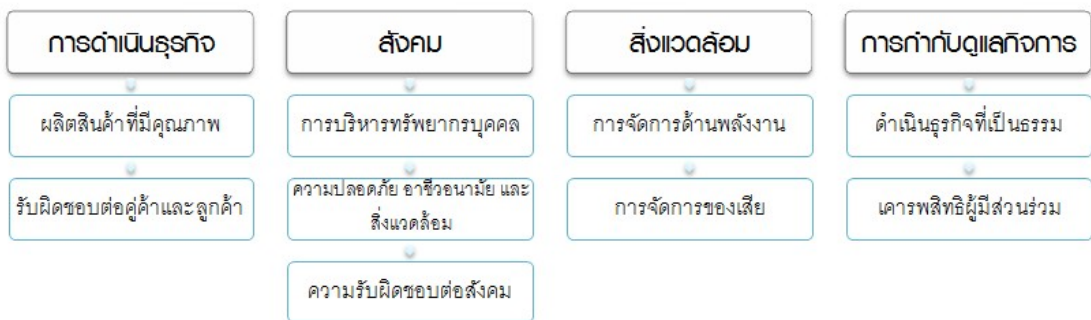 การดำเนินธุรกิจ
ผลิตสินค้าที่มีคุณภาพ
รับผิดชอบต่อคู่ค้าและลูกค้า
สังคม
การบริหารทรัพยากรบุคคล
ความปลอดภัย อาชีวอนามัย และ
สิ่งแวดล้อม
ความรับผิดชอบต่อสังคม
สิ่งแวดล้อม
การจัดการด้านพลังงาน
การจัดการของเสีย
การกำกับดูแลกิจการ
ดำเนินธุรกิจที่เป็นธรรม
เคารพสิทธิผู้มีส่วนร่วม